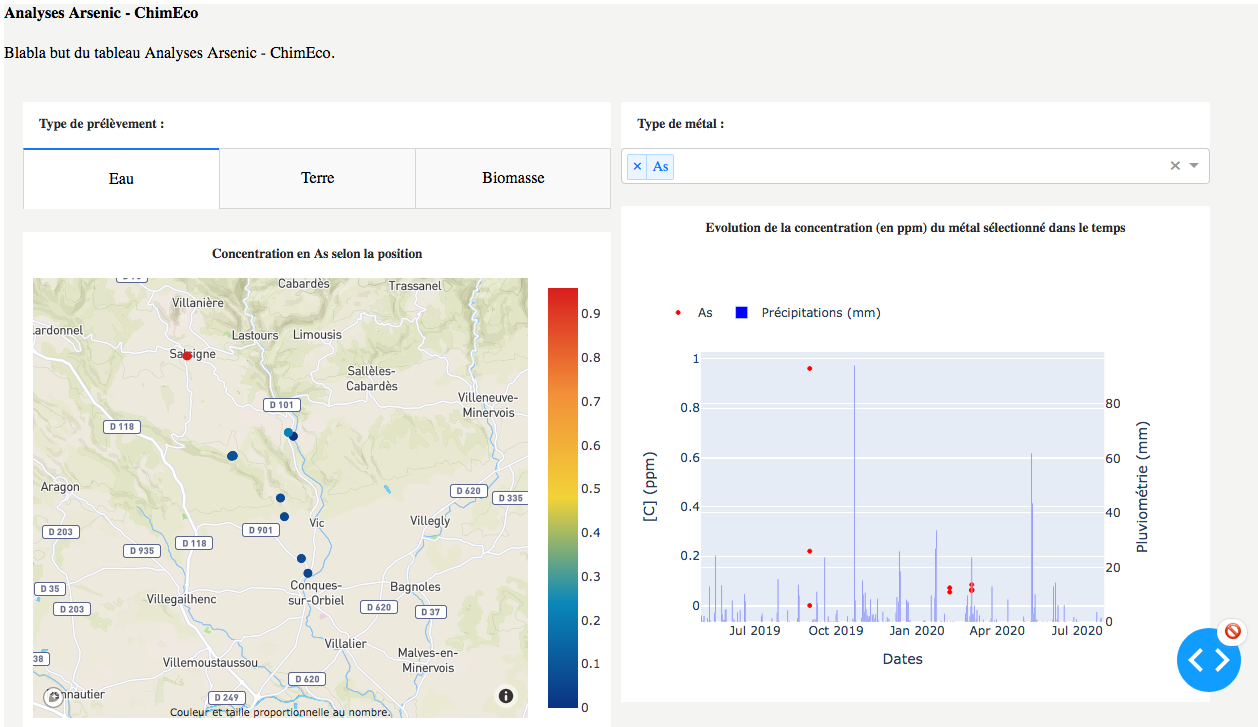 Analyses Arsenic - ChimEco
Blabla but du tableau Analyses Arsenic - ChimEco.
Type de prélèvement :
Eau
Terre
Biomasse
Type de métal :
× As
Concentration en As selon la position
Cabardès
Trassanel
Villanière
Lastours
Limousis
Salsigne
Sallèles-
Cabardès
Villeneuve-
Minervois
D 101
D 118
Aragon
D 620
D 335
Villegly
Vic
D 203
D 901
D 118
D 935
D 35
Conques-
sur-Orbiel
Bagnoles
Villegailhenc
D 203
D 620
D 37
Villalier
Malves-en-
Minervois
38
Villemoustaussou
D 620
D 249
Couleur et taille proportionnelle au nombre.
0.9
0.8
0.7
0.6
0.5
0.4
0.3
0.2
0.1
0
Evolution de la concentration (en ppm) du métal sélectionné dans le temps
As
Précipitations (mm)
1
0.8
0.6
0.4
0.2
0
[C] (ppm)
80
60
40
20
0
Pluviométrie (mm)
Jul 2019
Oct 2019
Jan 2020
Apr 2020
Jul 2020
Dates